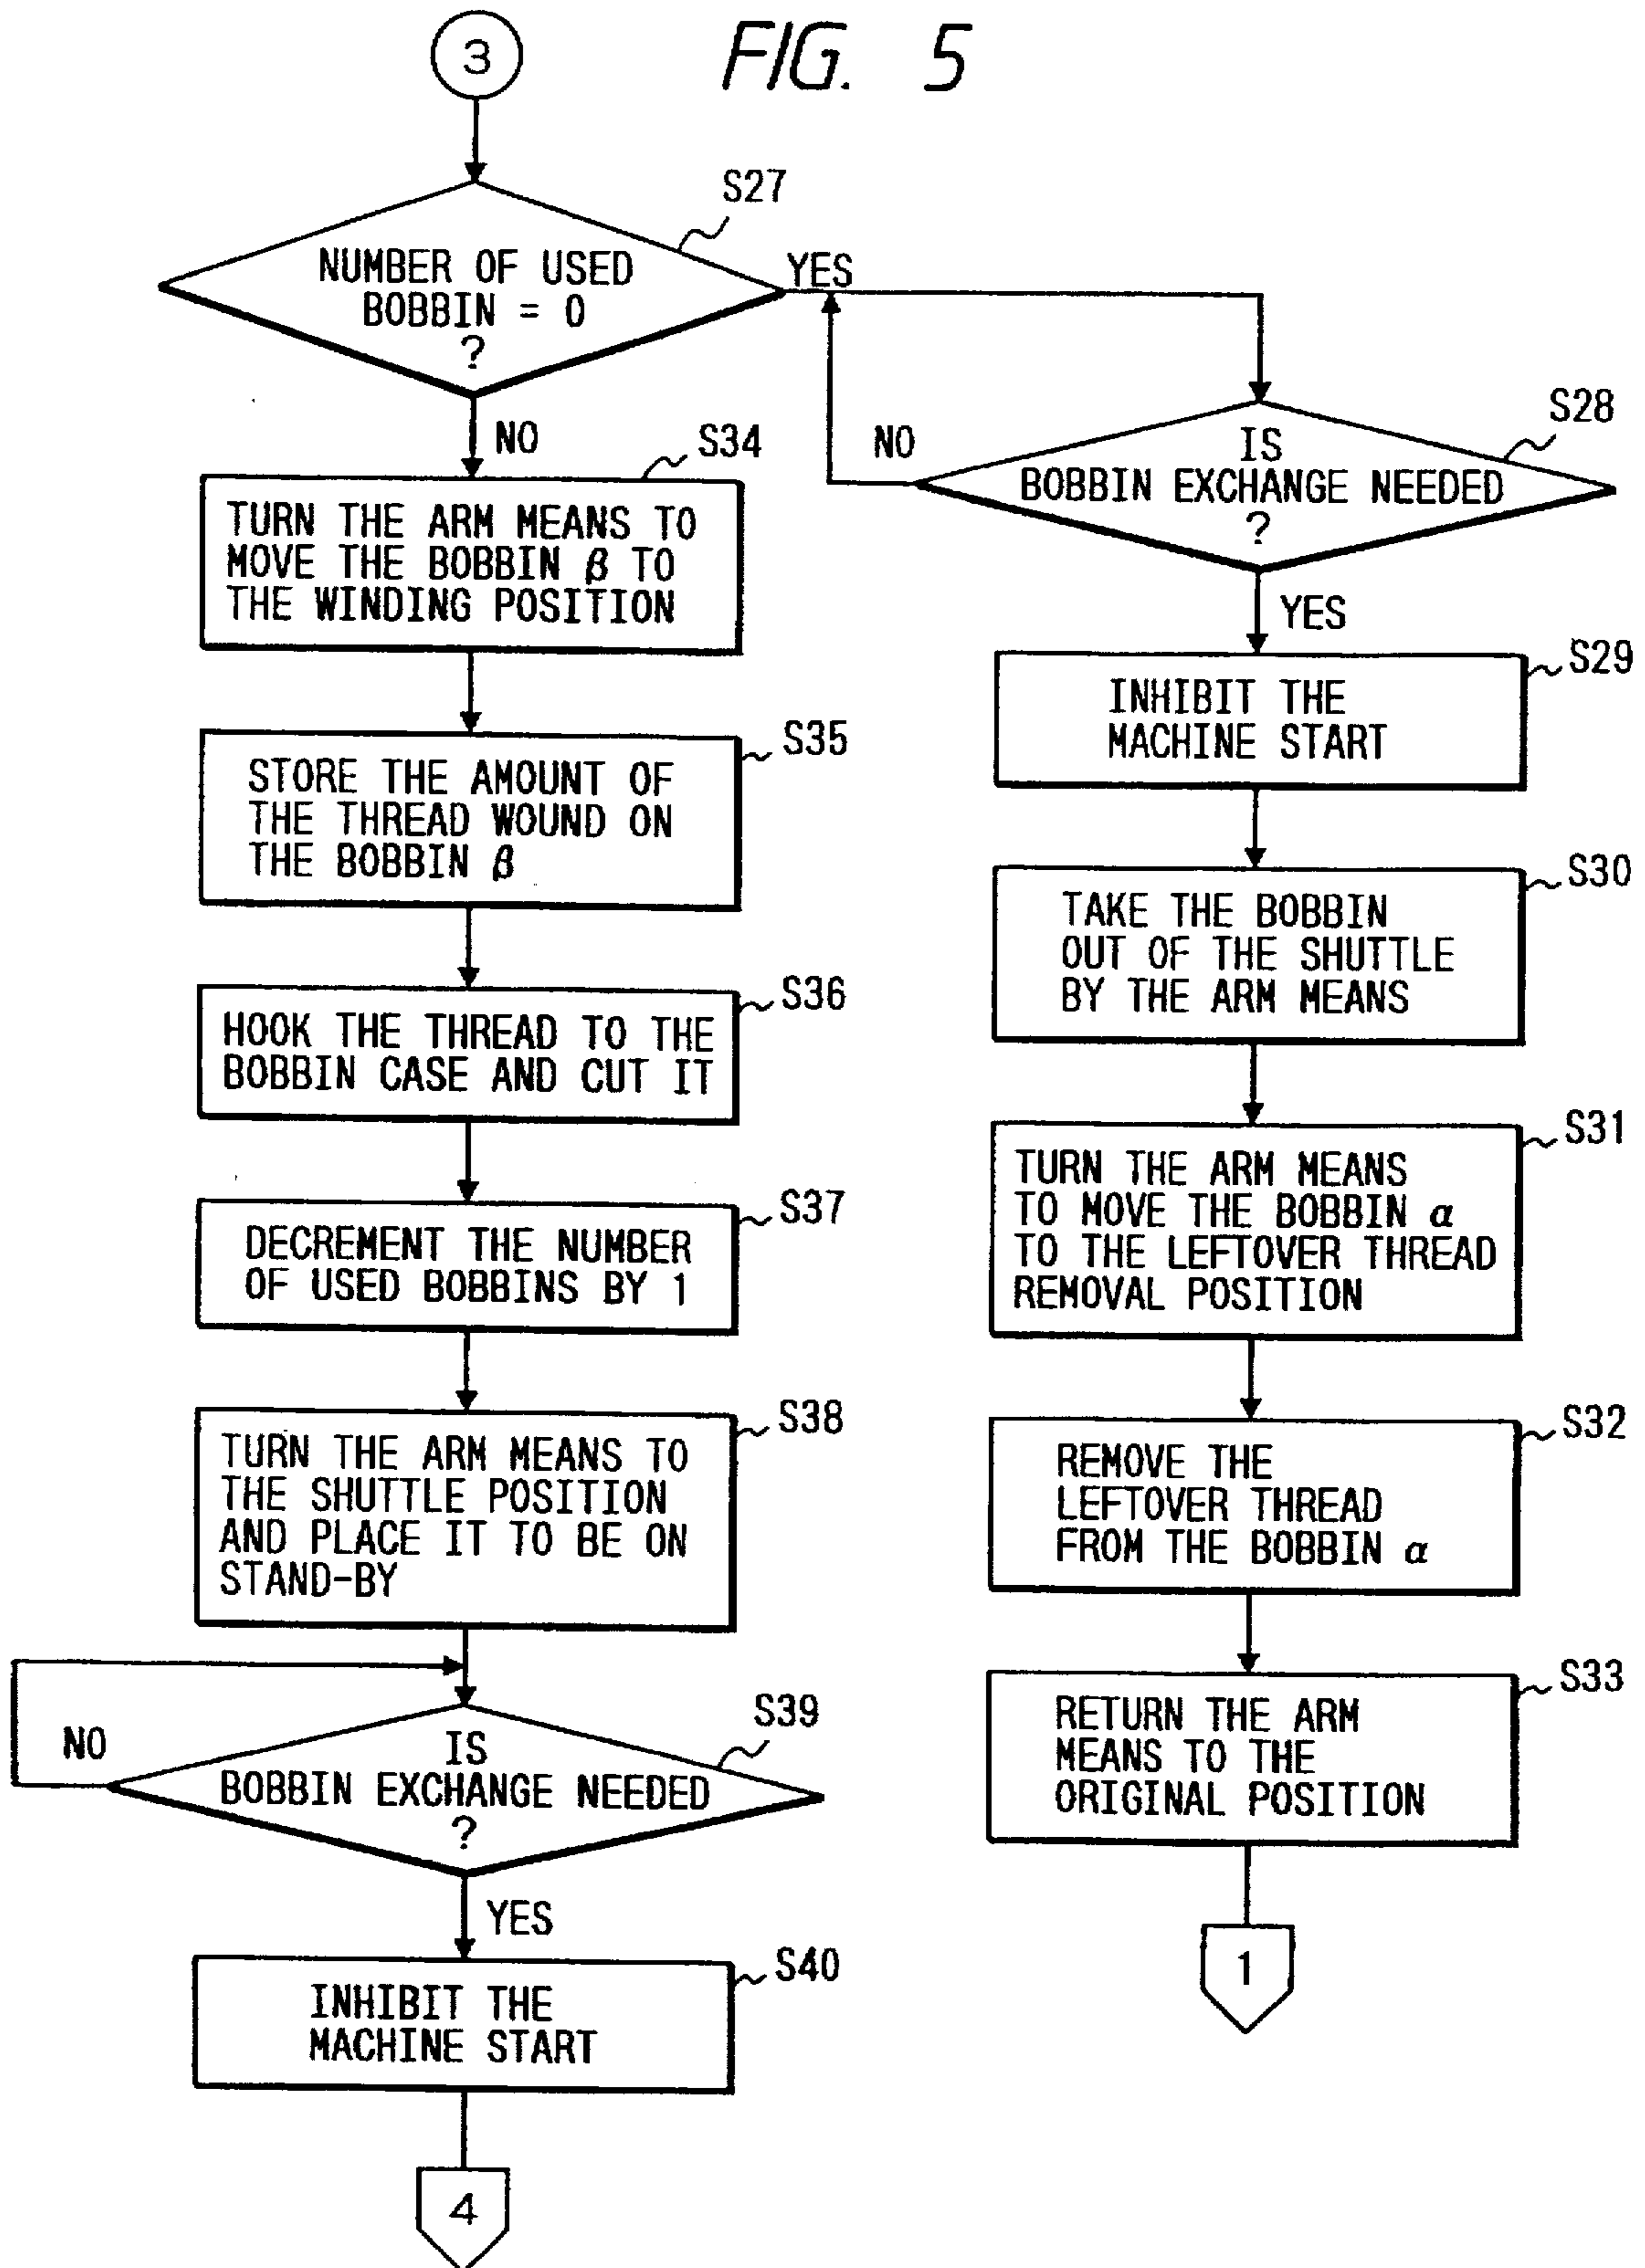 FIG. 5
3
S27
NUMBER OF USED
BOBBIN = 0
?
YES
NO
S34
TURN THE ARM MEANS TO
MOVE THE BOBBIN β TO
THE WINDING POSITION
S35
STORE THE AMOUNT OF
THE THREAD WOUND ON
THE BOBBIN β
S36
HOOK THE THREAD TO THE
BOBBIN CASE AND CUT IT
S37
DECREMENT THE NUMBER
OF USED BOBBINS BY 1
S38
TURN THE ARM MEANS TO
THE SHUTTLE POSITION
AND PLACE IT TO BE ON
STAND-BY
S39
NO
IS
BOBBIN EXCHANGE NEEDED
?
YES
S40
INHIBIT THE
MACHINE START
4
S28
NO
IS
BOBBIN EXCHANGE NEEDED
?
YES
S29
INHIBIT THE
MACHINE START
S30
TAKE THE BOBBIN
OUT OF THE SHUTTLE
BY THE ARM MEANS
S31
TURN THE ARM MEANS
TO MOVE THE BOBBIN α
TO THE LEFTOVER THREAD
REMOVAL POSITION
S32
REMOVE THE
LEFTOVER THREAD
FROM THE BOBBIN α
S33
RETURN THE ARM
MEANS TO THE
ORIGINAL POSITION
1